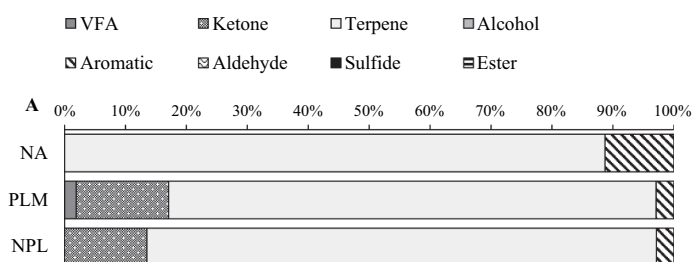 VFA Ketone Terpene Alcohol
Aromatic Aldehyde Sulfide Ester
A 0% 10% 20% 30% 40% 50% 60% 70% 80% 90% 100%
NA
PLM
NPL